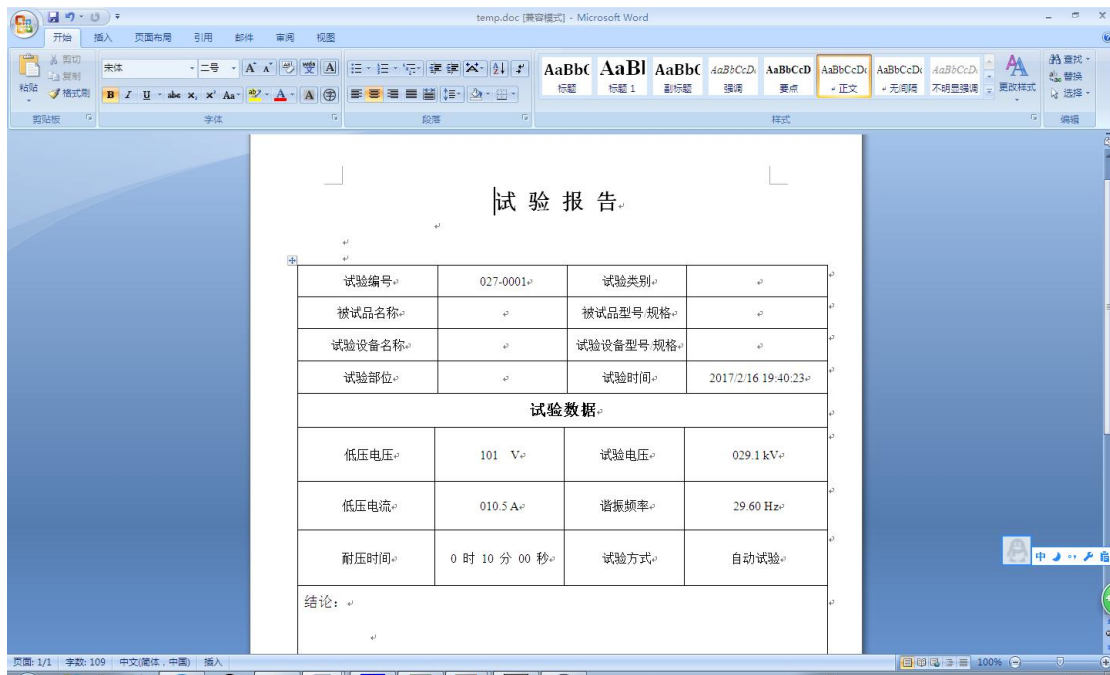 temp.doc [兼容模式] - Microsoft Word
开始 插入 页面布局 引用 邮件 审阅 视图
粘贴 剪切 复制 格式刷
宋体 二号
B I U abe x₂ x² Aa
AaBb( AaBl AaBb( AaBbCcD AaBbCcD AaBbCcDc AaBbCcDc AaBbCcD
标题 标题 1 副标题 强调 要点 正文 无间隔 不明显强调
更改样式
查找 替换 选择
剪贴板 字体 段落 样式 编辑
试 验 报 告
试验编号 027-0001 试验类别
被试品名称 被试品型号/规格
试验设备名称 试验设备型号/规格
试验部位 试验时间 2017/2/16 19:40:23
试验数据
低压电压 101 V 试验电压 029.1 kV
低压电流 010.5 A 谐振频率 29.60 Hz
耐压时间 0 时 10 分 00 秒 试验方式 自动试验
结论：
中
页面: 1/1 字数: 109 中文(简体，中国) 插入 100%